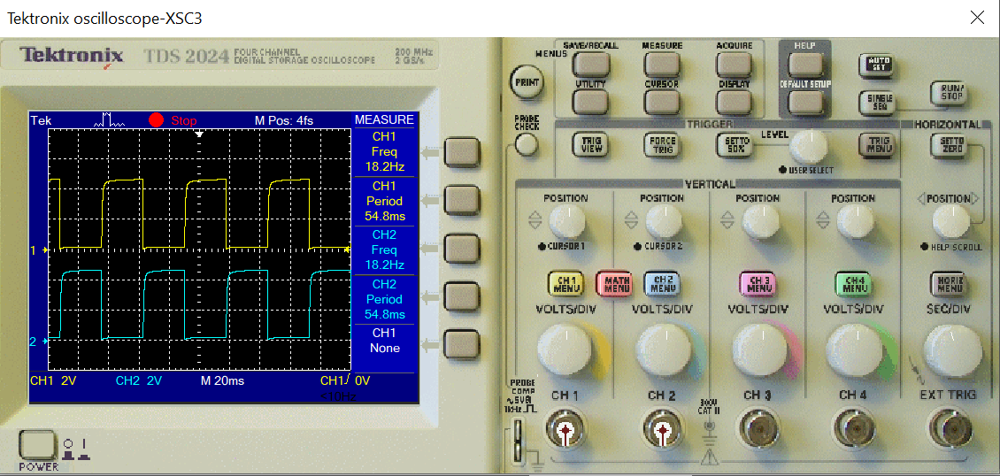 Tektronix oscilloscope-XSC3
Tektronix TDS 2024 FOUR CHANNEL
DIGITAL STORAGE OSCILLOSCOPE
200 MHz
2 GS/s
Tek Stop M Pos: 4fs MEASURE
CH1
Freq
18.2Hz
CH1
Period
54.8ms
CH2
Freq
18.2Hz
CH2
Period
54.8ms
CH1
None
1
2
CH1 2V CH2 2V M 20ms CH1/ 0V
POWER
MENUS
SAVE/RECALL MEASURE ACQUIRE
UTILITY CURSOR DISPLAY
HELP
DEFAULT SETUP
AUTO SET
SINGLE SEQ
RUN/ STOP
PRINT
PROBE CHECK
TRIGGER
TRIG VIEW
FORCE TRIG
SET TO 50%
LEVEL
USER SELECT
TRIG MENU
HORIZONTAL
SET TO ZERO
VERTICAL
POSITION POSITION POSITION POSITION POSITION
CURSOR 1 CURSOR 2 HELP SCROLL
CH 1 MENU
MATH MENU
CH 2 MENU
CH 3 MENU
CH 4 MENU
HORIZ MENU
VOLTS/DIV VOLTS/DIV VOLTS/DIV VOLTS/DIV SEC/DIV
PROBE COMP
~5V@
1kHz
CH 1 CH 2 CH 3 CH 4 EXT TRIG
300V
CAT II